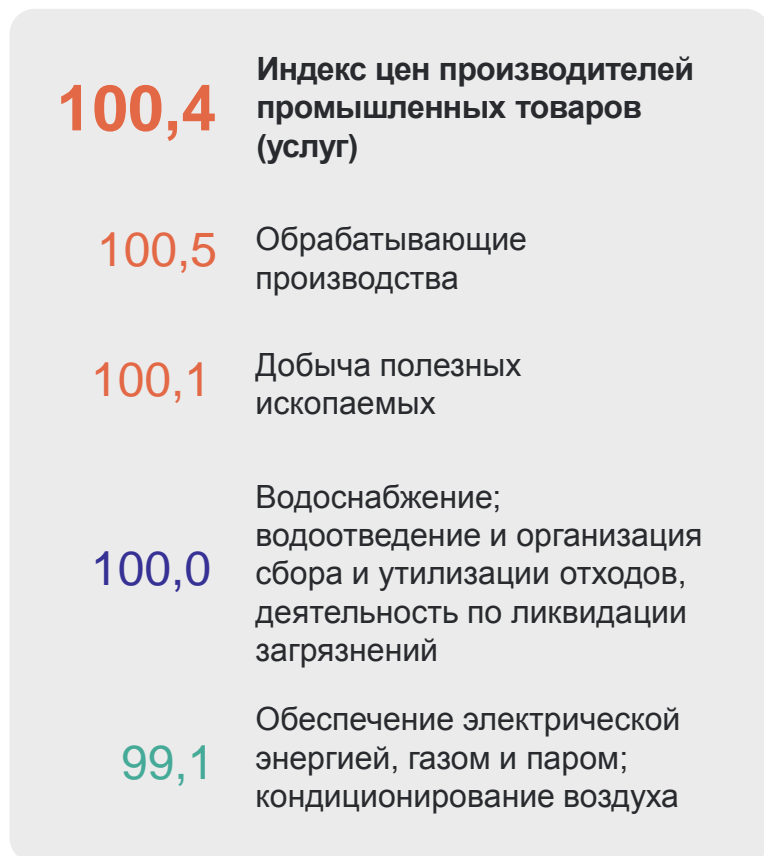 100,4
Индекс цен производителей
промышленных товаров
(услуг)
100,5
Обрабатывающие
производства
100,1
Добыча полезных
ископаемых
100,0
Водоснабжение;
водоотведение и организация
сбора и утилизации отходов,
деятельность по ликвидации
загрязнений
99,1
Обеспечение электрической
энергией, газом и паром;
кондиционирование воздуха